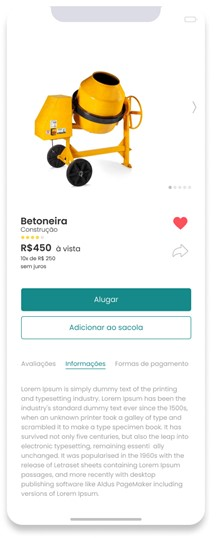 Betoneira
Construção
R$450 à vista
10x de R$ 250
sem juros
Alugar
Adicionar ao sacola
Avaliações Informações Formas de pagamento
Lorem Ipsum is simply dummy text of the printing
and typesetting industry. Lorem Ipsum has been the
industry's standard dummy text ever since the 1500s,
when an unknown printer took a galley of type and
scrambled it to make a type specimen book. It has
survived not only five centuries, but also the leap into
electronic typesetting, remaining essenti ally
unchanged. It was popularised in the 1960s with the
release of Letraset sheets containing Lorem Ipsum
passages, and more recently with desktop
publishing software like Aldus PageMaker including
versions of Lorem Ipsum.